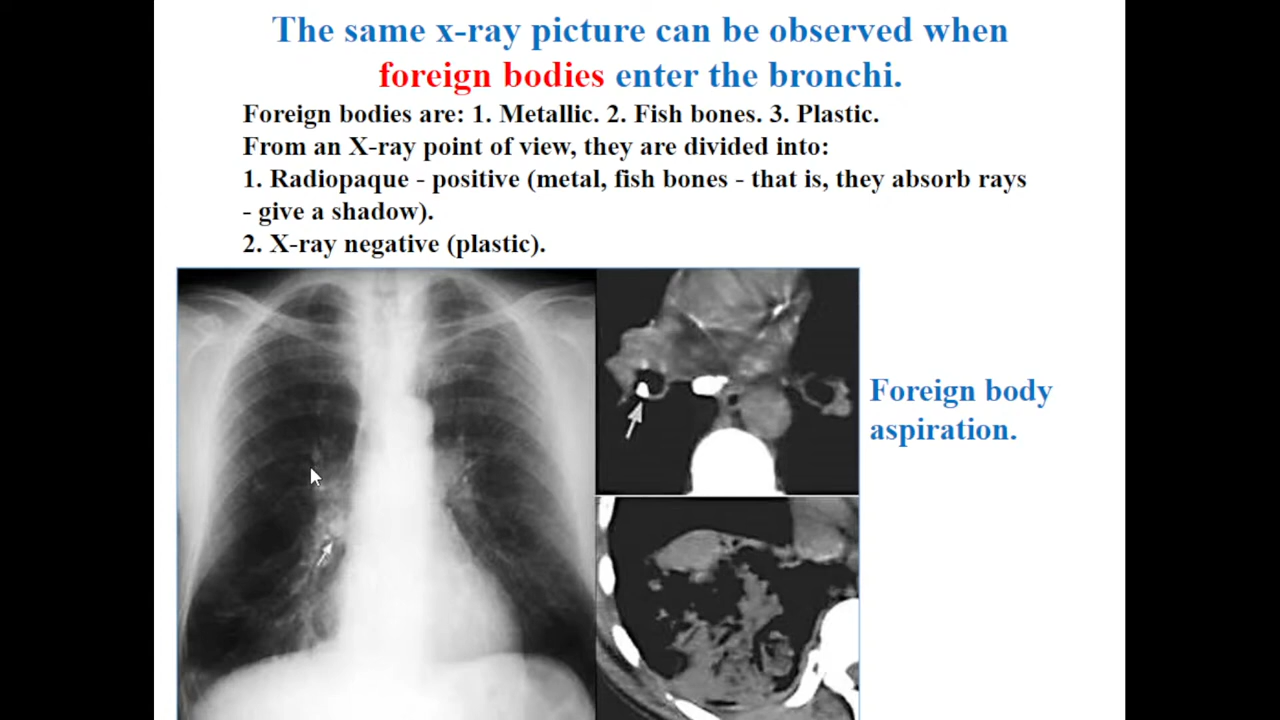 The same x-ray picture can be observed when
foreign bodies enter the bronchi.
Foreign bodies are: 1. Metallic. 2. Fish bones. 3. Plastic.
From an X-ray point of view, they are divided into:
1. Radiopaque - positive (metal, fish bones - that is, they absorb rays
- give a shadow).
2. X-ray negative (plastic).
Foreign body
aspiration.